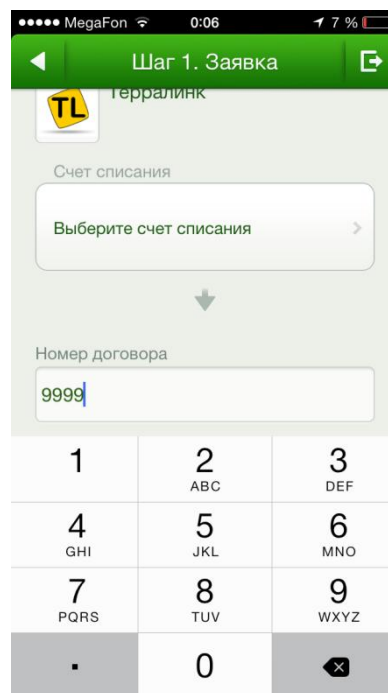 MegaFon 0:06 7 %
Шаг 1. Заявка
TL
Терралинк
Счет списания
Выберите счет списания
Номер договора
9999
1 2 3
ABC DEF
4 5 6
GHI JKL MNO
7 8 9
PQRS TUV WXYZ
. 0